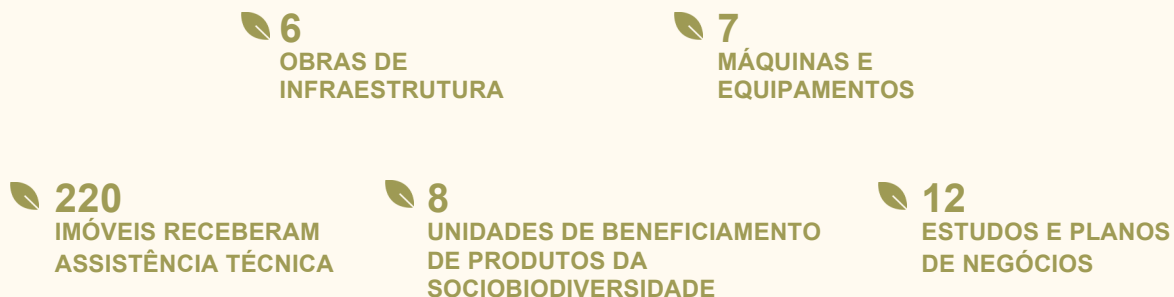 6
OBRAS DE
INFRAESTRUTURA
7
MÁQUINAS E
EQUIPAMENTOS
220
IMÓVEIS RECEBERAM
ASSISTÊNCIA TÉCNICA
8
UNIDADES DE BENEFICIAMENTO
DE PRODUTOS DA
SOCIOBIODIVERSIDADE
12
ESTUDOS E PLANOS
DE NEGÓCIOS